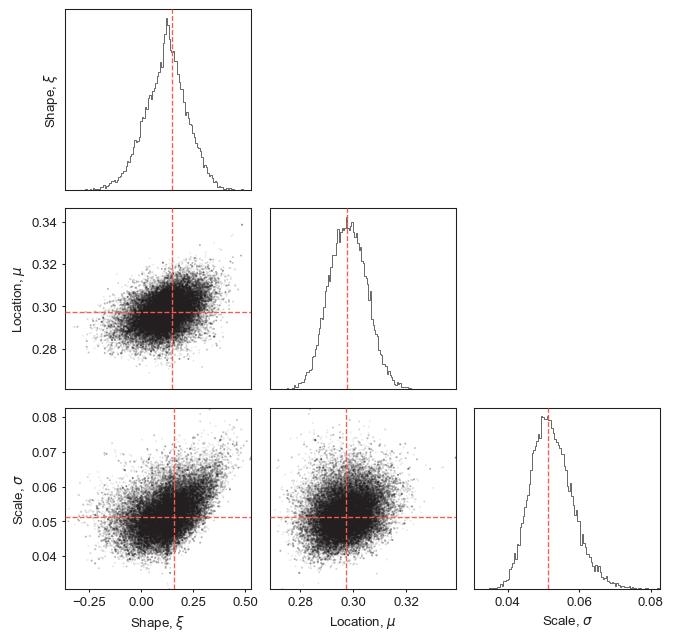 Shape, ξ
0.34
0.32
0.30
0.28
Location, μ
0.08
0.07
0.06
0.05
0.04
Scale, σ
−0.25 0.00 0.25 0.50 0.28 0.30 0.32 0.04 0.06 0.08
Shape, ξ Location, μ Scale, σ